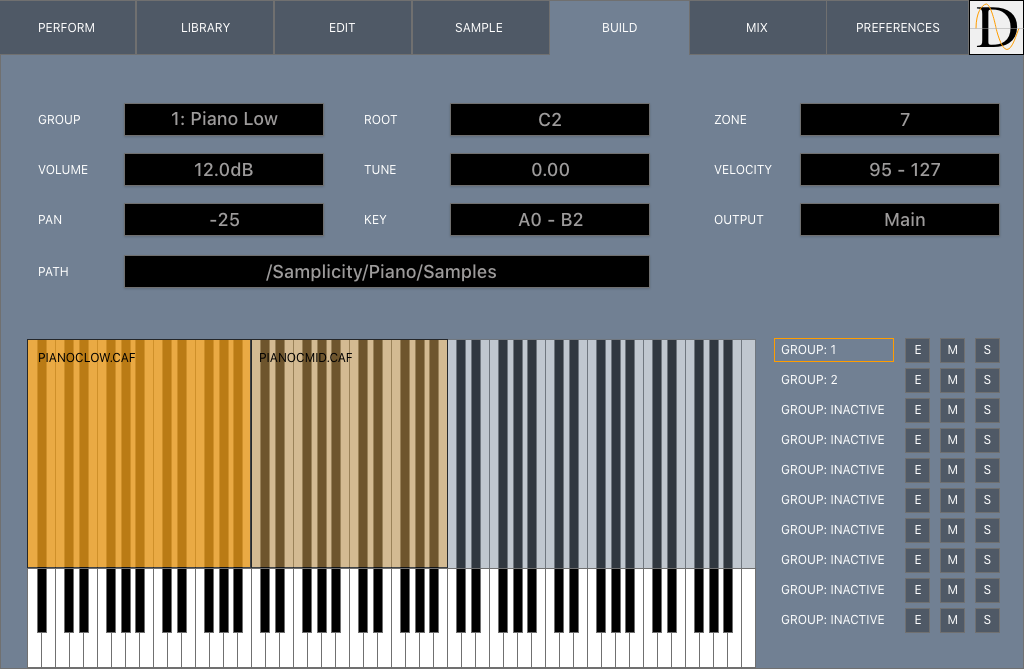 PERFORM LIBRARY EDIT SAMPLE BUILD MIX PREFERENCES D
GROUP 1: Piano Low ROOT C2 ZONE 7
VOLUME 12.0dB TUNE 0.00 VELOCITY 95 - 127
PAN -25 KEY A0 - B2 OUTPUT Main
PATH /Samplicity/Piano/Samples
PIANOCLOW.CAF PIANOCMID.CAF
GROUP: 1 E M S
GROUP: 2 E M S
GROUP: INACTIVE E M S
GROUP: INACTIVE E M S
GROUP: INACTIVE E M S
GROUP: INACTIVE E M S
GROUP: INACTIVE E M S
GROUP: INACTIVE E M S
GROUP: INACTIVE E M S
GROUP: INACTIVE E M S